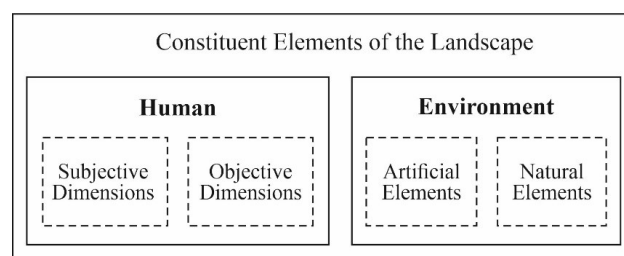 Constituent Elements of the Landscape
Human
Subjective
Dimensions
Objective
Dimensions
Environment
Artificial
Elements
Natural
Elements